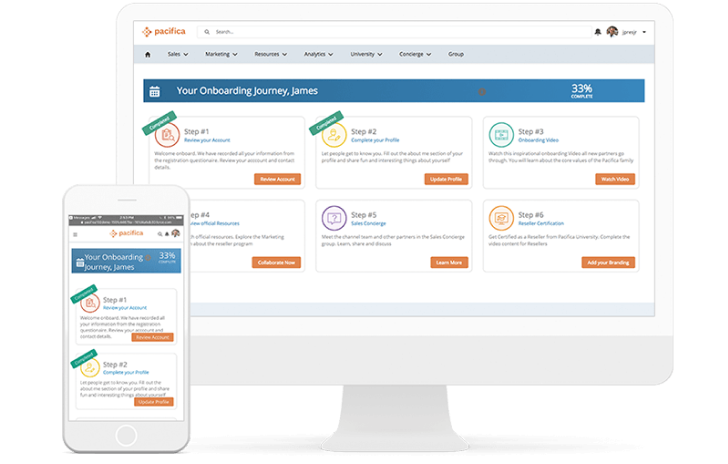 pacifica
Search...
jpresjr
Sales
Marketing
Resources
Analytics
University
Concierge
Group
Your Onboarding Journey, James
33%
COMPLETE
Completed
Step #1
Review your Account
Welcome onboard. We have recorded all your information from
the registration questionaire. Review your account and contact
details.
Review Account
Completed
Step #2
Complete your Profile
Let people get to know you. Fill out the about me section of your
profile and share fun and interesting things about yourself
Update Profile
Step #3
Onboarding Video
Watch this inspirational onboarding Video all new partners go
through. You will learn about the core values of the Pacifica family
Watch Video
#4
official Resources
official resources. Explore the Marketing
about the reseller program
Collaborate Now
Step #5
Sales Concierge
Meet the channel team and other partners in the Sales Concierge
group. Learn, share and discuss
Learn More
Step #6
Reseller Certification
Get Certified as a Reseller from Pacifica University. Complete the
video content for Resellers
Add your Branding
pacifica
Your Onboarding
Journey, James
33%
COMPLETE
Completed
Step #1
Review your Account
Welcome onboard. We have recorded all
your information from the registration
questionaire. Review your account and
contact details.
Review Account
Completed
Step #2
Complete your Profile
Let people get to know you. Fill out the
about me section of your profile and share
fun and interesting things about yourself
Update Profile